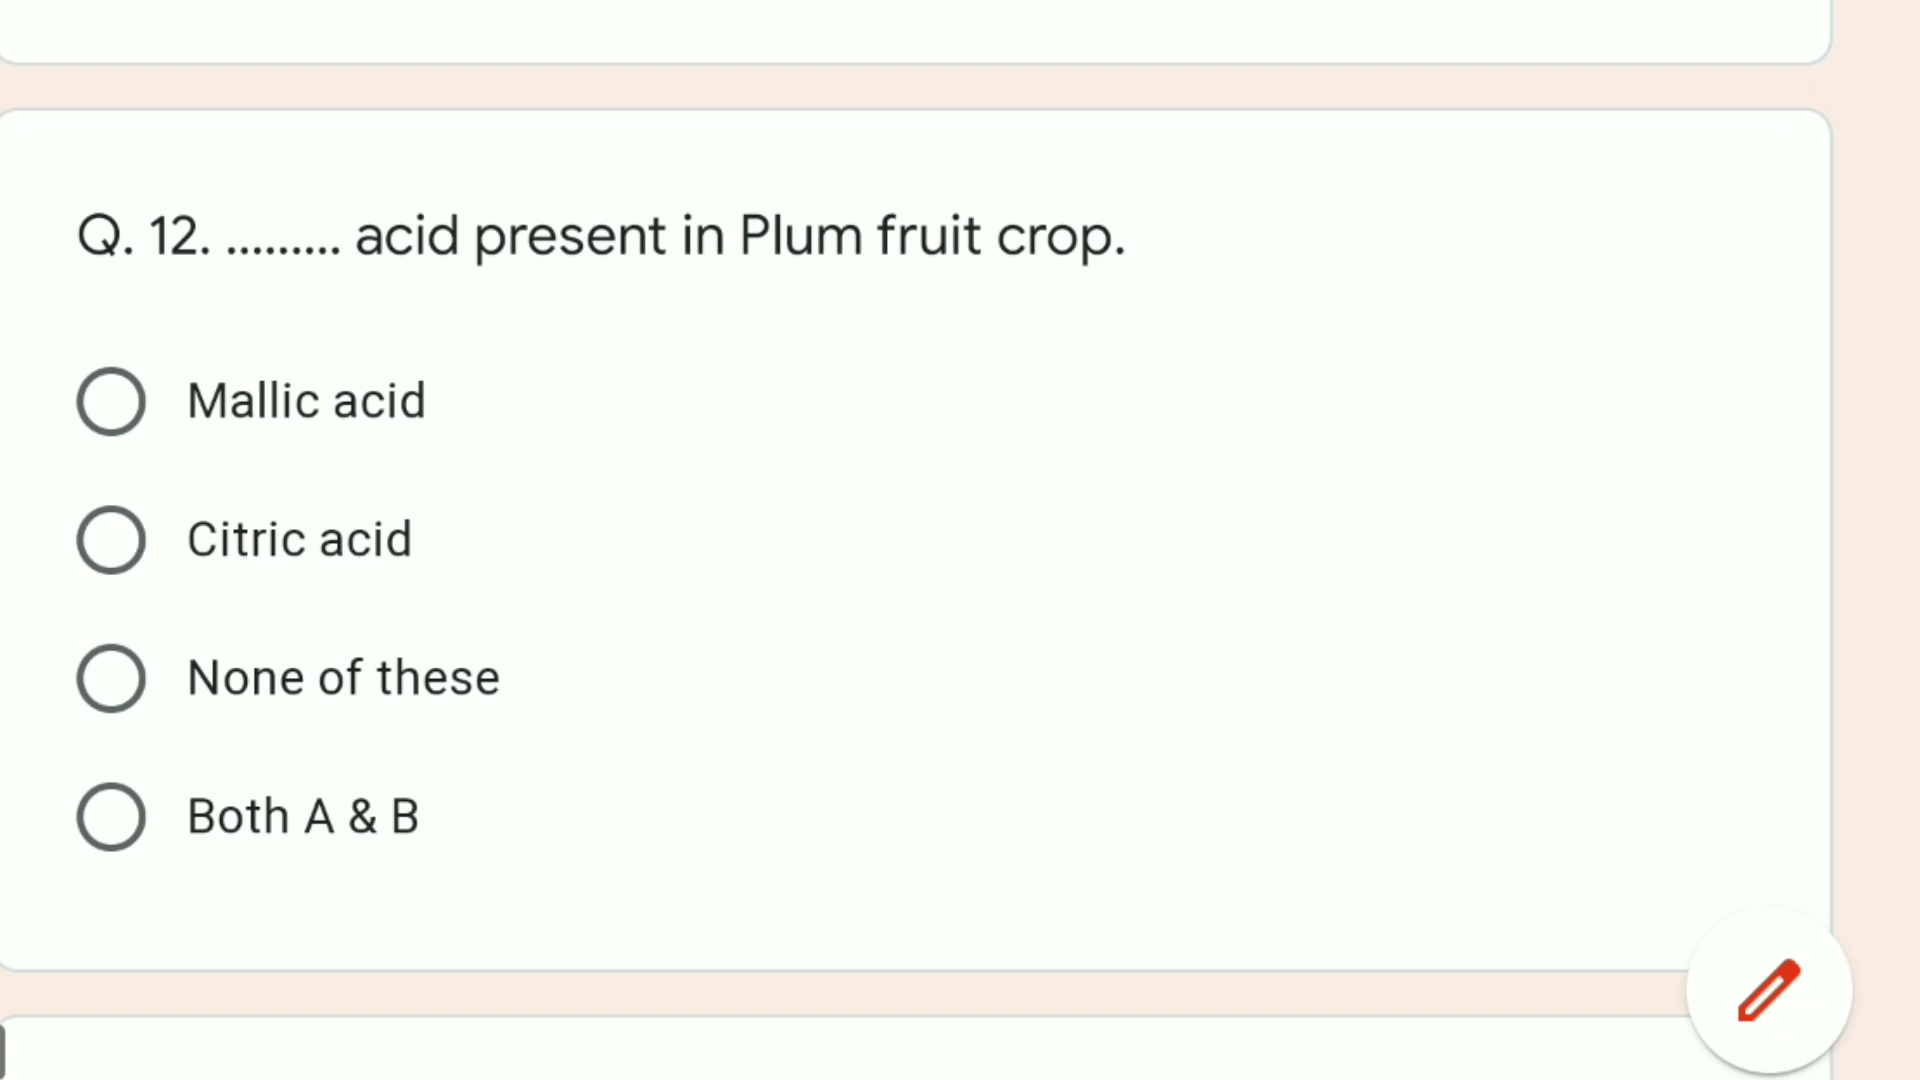 Q. 12. ......... acid present in Plum fruit crop.
Mallic acid
Citric acid
None of these
Both A & B